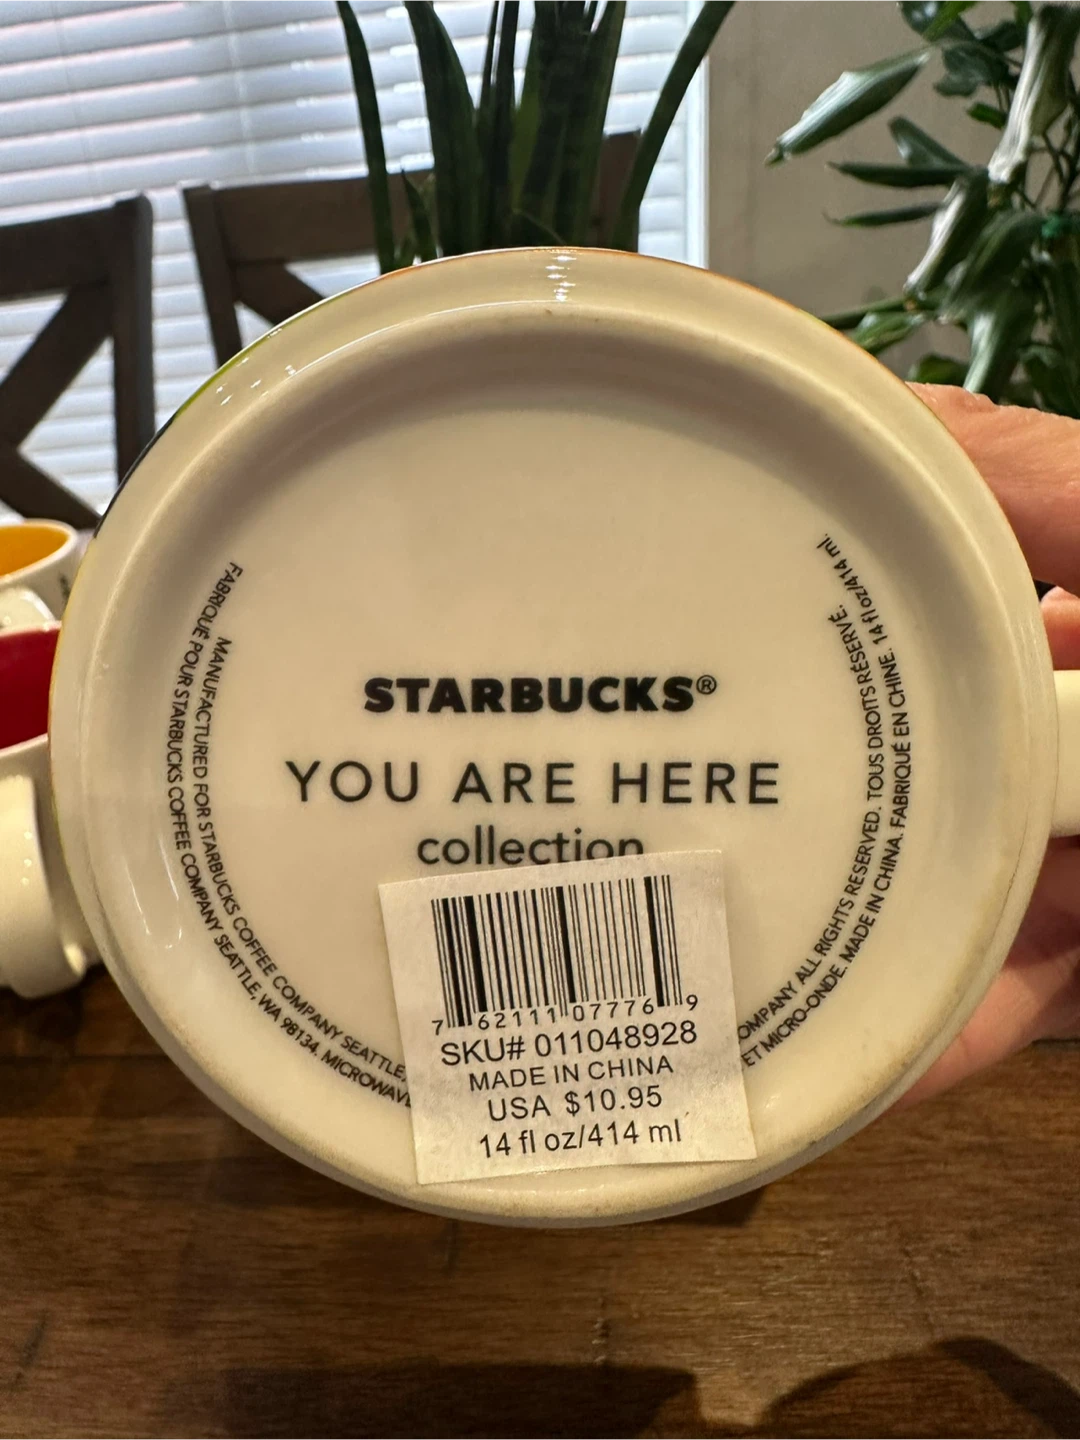 STARBUCKS®
YOU ARE HERE
collection
7 62111 07776 9
SKU# 011048928
MADE IN CHINA
USA $10.95
14 fl oz/414 ml
MANUFACTURED FOR STARBUCKS COFFEE COMPANY SEATTLE,
COMPANY ALL RIGHTS RESERVED. TOUS DROITS RÉSERVÉ.
FABRIQUÉ POUR STARBUCKS COFFEE COMPANY SEATTLE, WA 98134. MICROWAVE
ET MICRO-ONDE. MADE IN CHINA. FABRIQUÉ EN CHINE. 14 fl oz/414 ml.